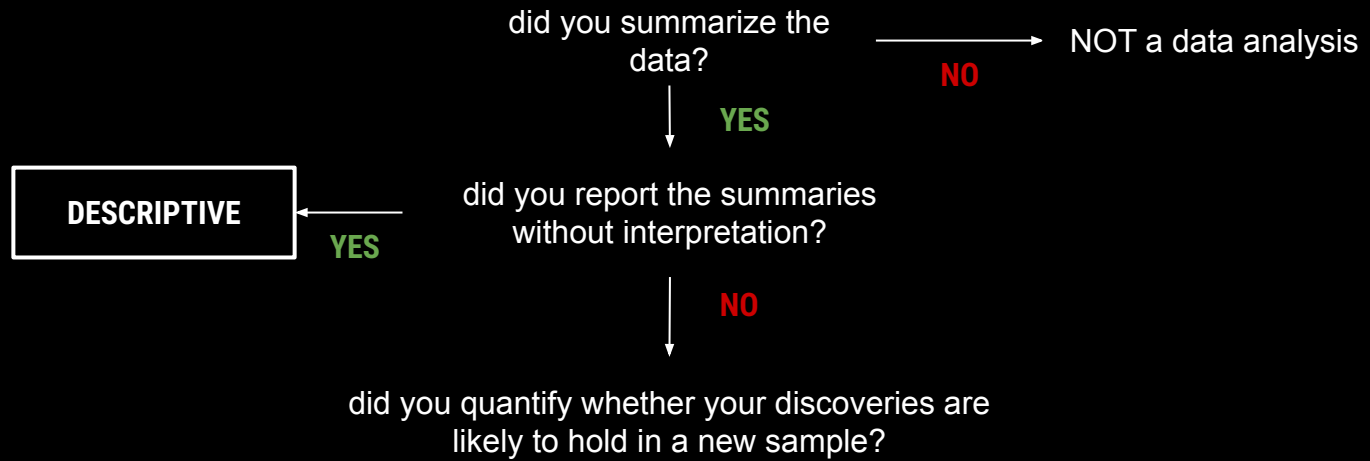 did you summarize the
data?
NOT a data analysis
NO
YES
did you report the summaries
without interpretation?
DESCRIPTIVE
YES
NO
did you quantify whether your discoveries are
likely to hold in a new sample?